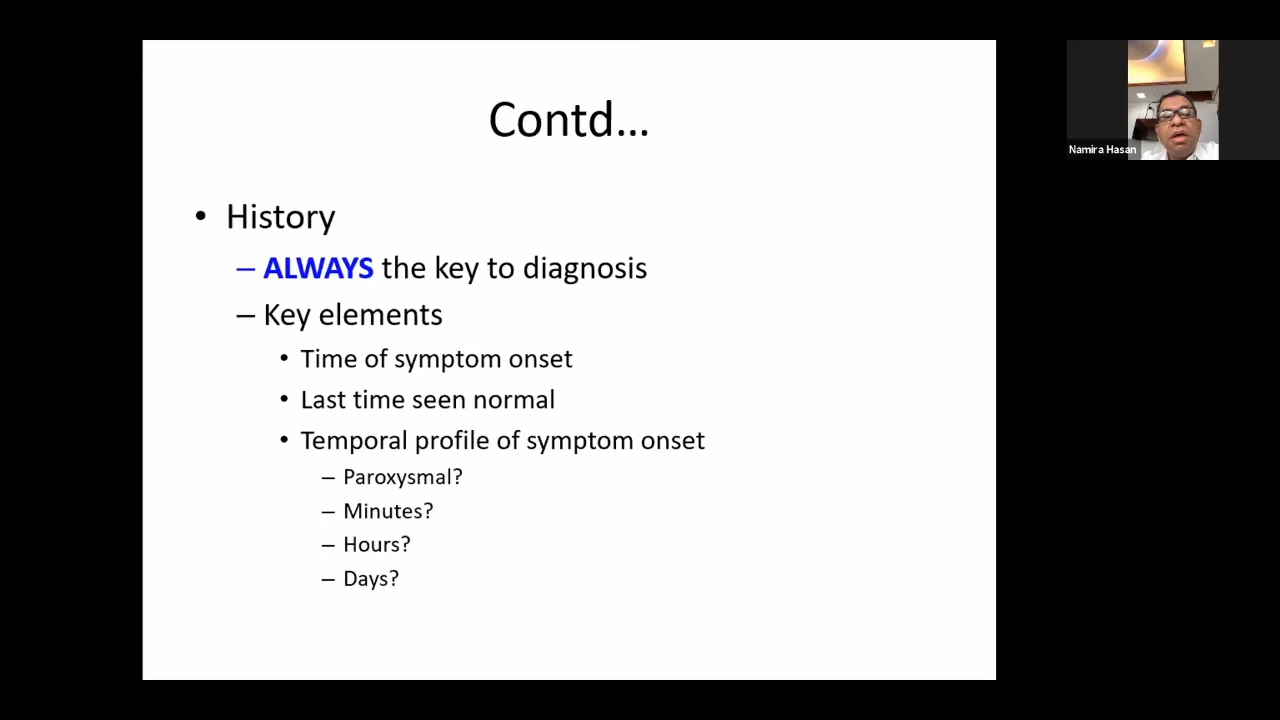 Contd...
• History
– ALWAYS the key to diagnosis
– Key elements
• Time of symptom onset
• Last time seen normal
• Temporal profile of symptom onset
– Paroxysmal?
– Minutes?
– Hours?
– Days?
Namira Hasan